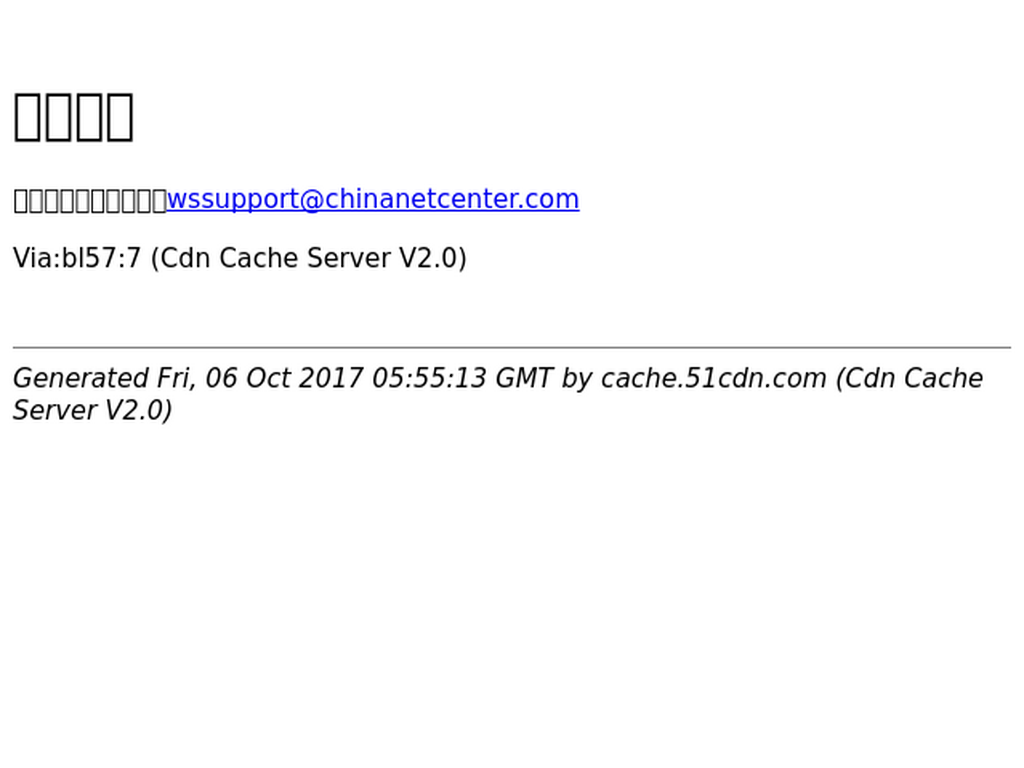 wssupport@chinanetcenter.com
Via:bl57:7 (Cdn Cache Server V2.0)
Generated Fri, 06 Oct 2017 05:55:13 GMT by cache.51cdn.com (Cdn Cache
Server V2.0)